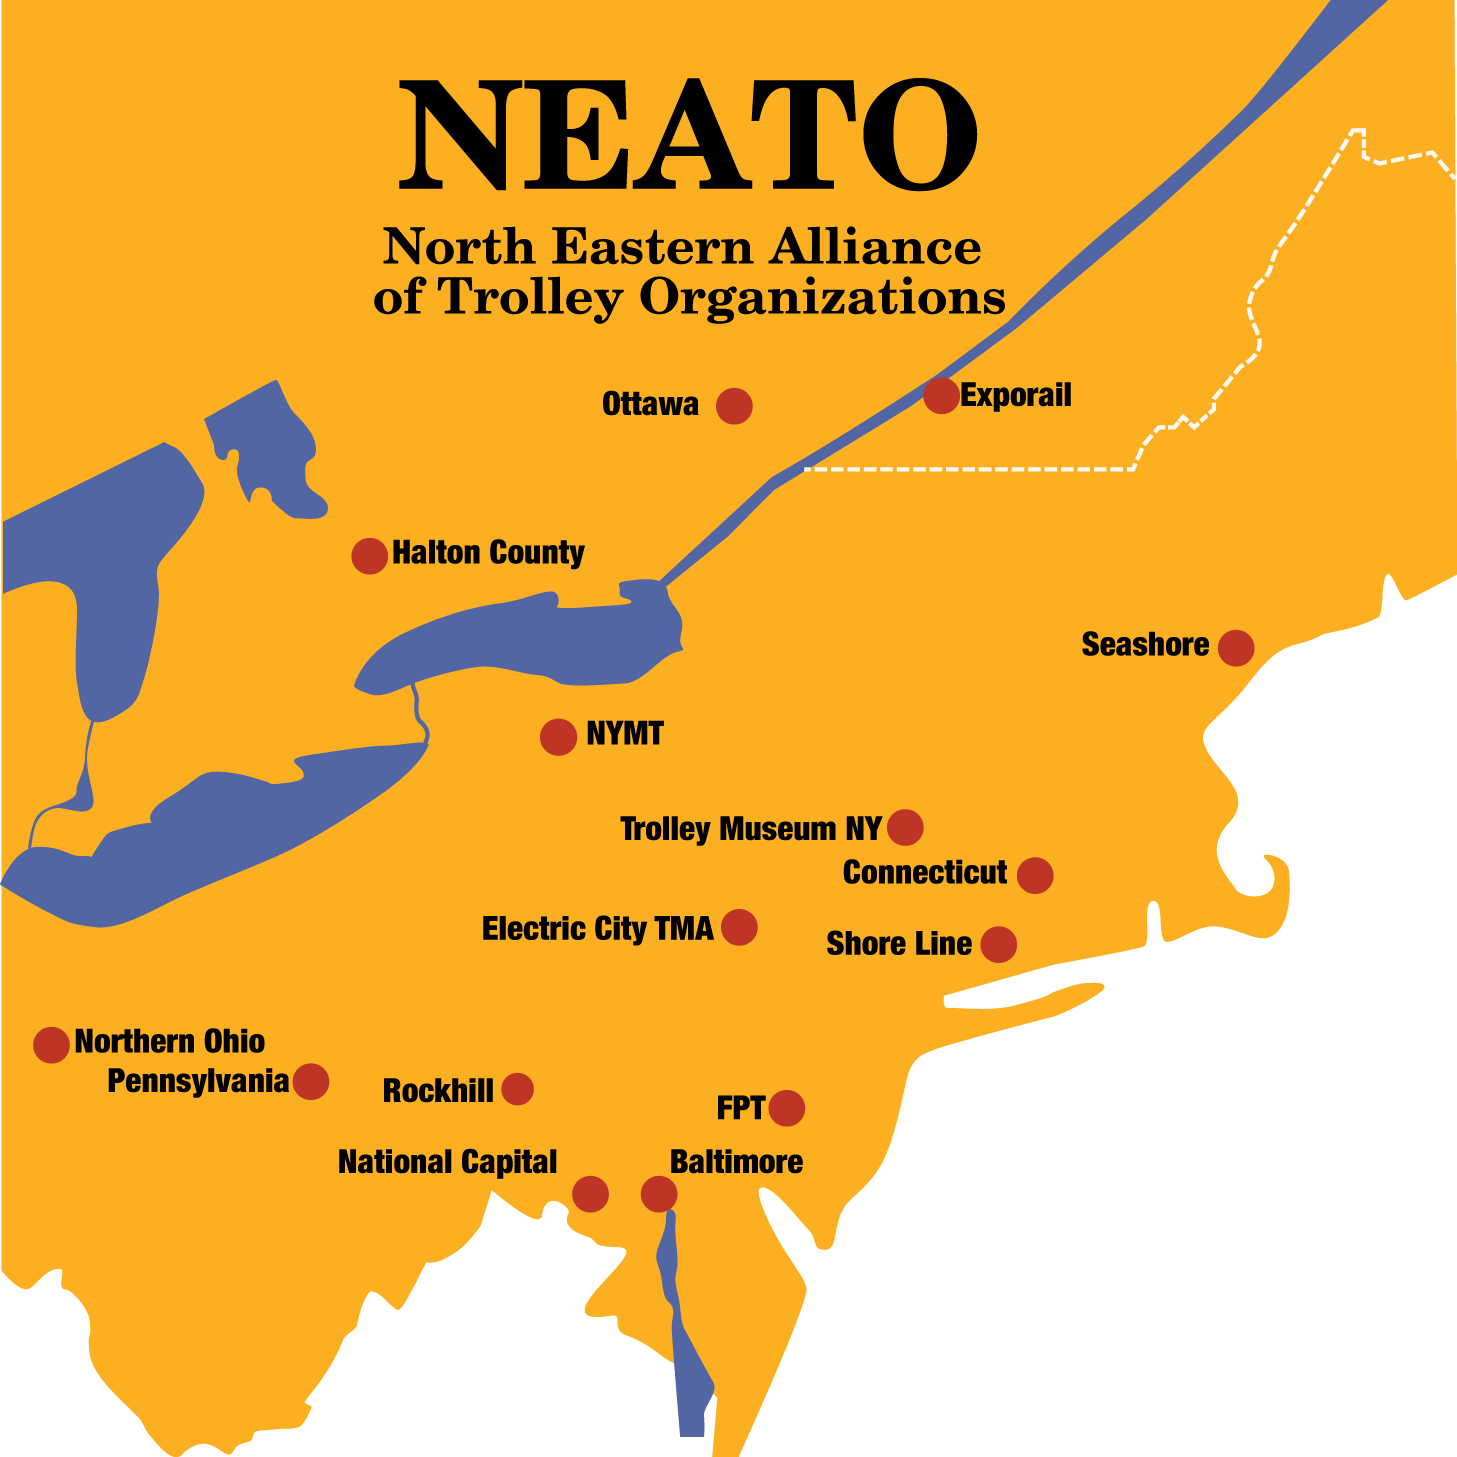 NEATO
North Eastern Alliance
of Trolley Organizations
Ottawa
Exporail
Halton County
Seashore
NYMT
Trolley Museum NY
Connecticut
Electric City TMA
Shore Line
Northern Ohio
Pennsylvania
Rockhill
FPT
National Capital
Baltimore